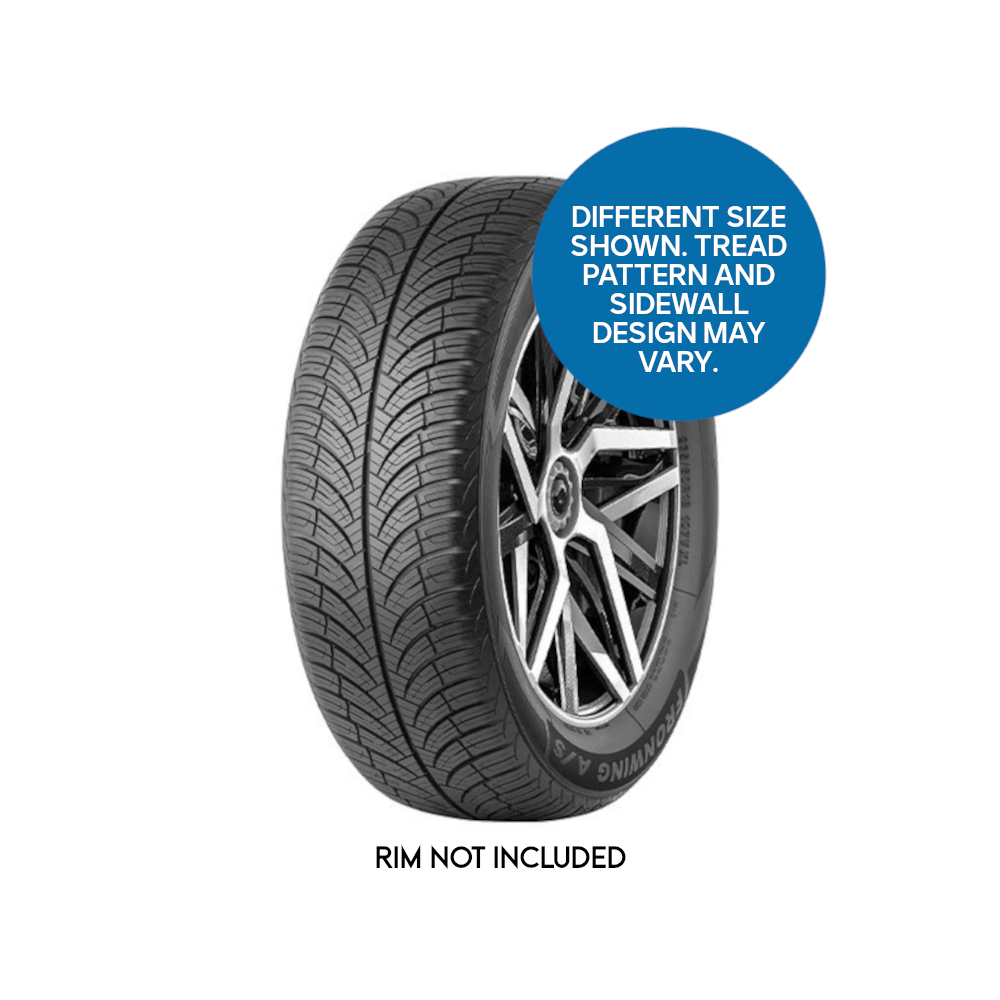 DIFFERENT SIZE
SHOWN. TREAD
PATTERN AND
SIDEWALL
DESIGN MAY
VARY.
FRONWING A/S
RIM NOT INCLUDED